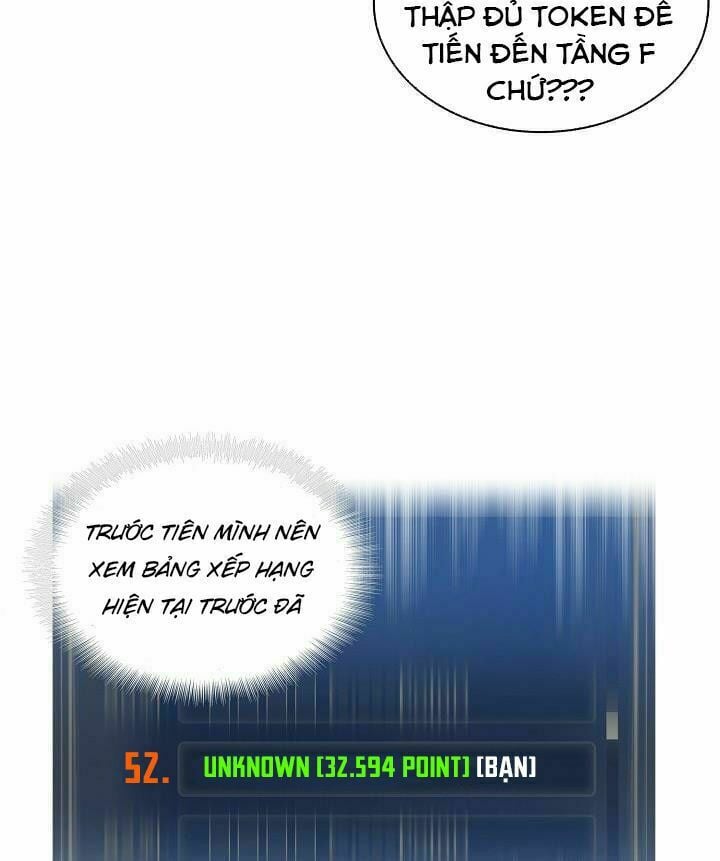 THẬP ĐỦ TOKEN ĐỂ
TIẾN ĐẾN TẦNG F
CHỨ???
TRƯỚC TIÊN MÌNH NÊN
XEM BẢNG XẾP HẠNG
HIỆN TẠI TRƯỚC ĐÃ
52. UNKNOWN [32.594 POINT] [BẠN]